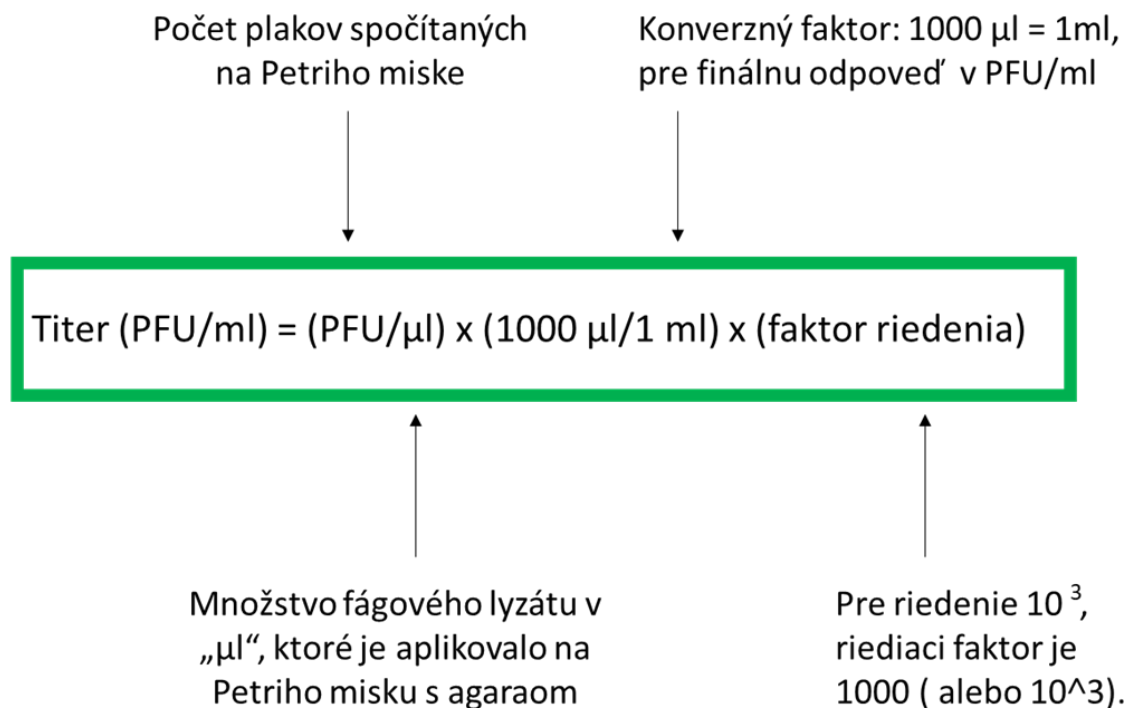 Počet plakov spočítaných
na Petriho miske
Konverzný faktor: 1000 µl = 1ml,
pre finálnu odpoveď v PFU/ml
Titer (PFU/ml) = (PFU/µl) x (1000 µl/1 ml) x (faktor riedenia)
Množstvo fágového lyzátu v
„µl“, ktoré je aplikovalo na
Petriho misku s agaraom
Pre riedenie 10 ³,
riediaci faktor je
1000 ( alebo 10^3).